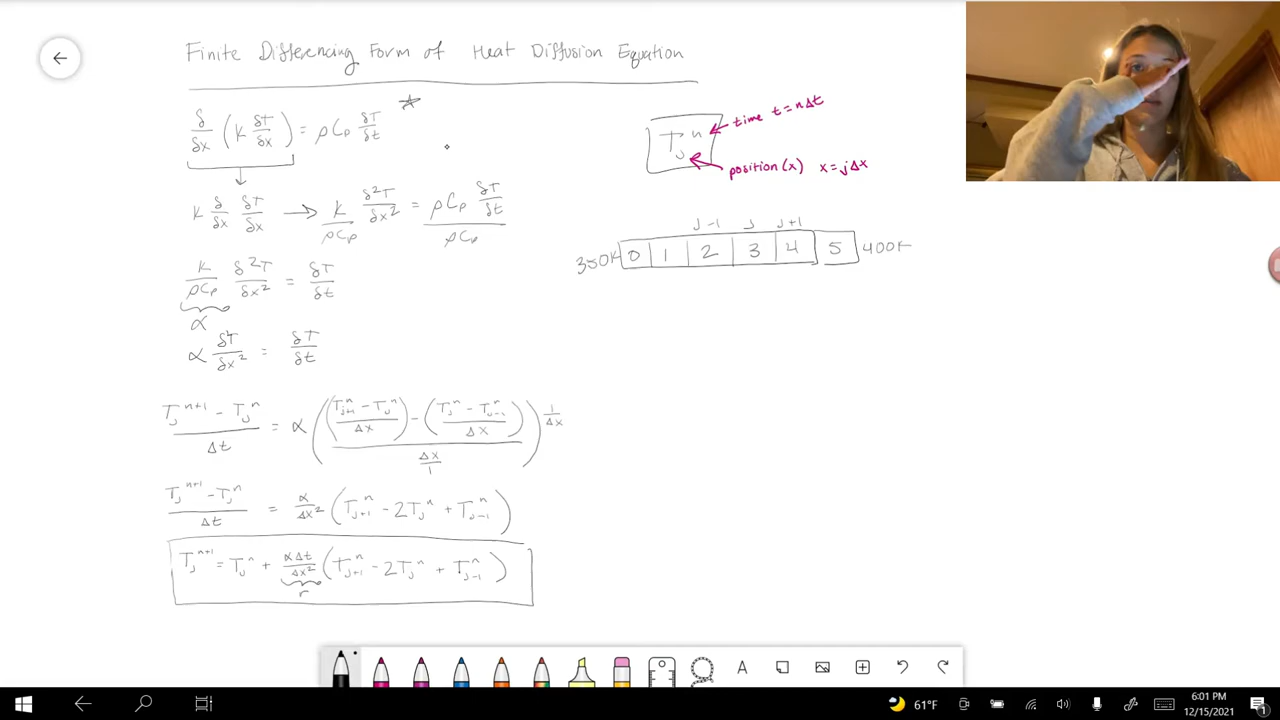 Finite Differencing Form of Heat Diffusion Equation
δ/δx (k δT/δx) = ρCp δT/δt
k δ/δx δT/δx → k/ρCp δ²T/δx² = ρCp δT/δt / ρCp
k/ρCp δ²T/δx² = δT/δt
α
α δ²T/δx² = δT/δt
(Tj^n+1 - Tj^n)/Δt = α (((Tj+1^n - Tj^n)/Δx) - ((Tj^n - Tj-1^n)/Δx) / (Δx/1)) 1/Δx
(Tj^n+1 - Tj^n)/Δt = α/Δx² (Tj+1^n - 2Tj^n + Tj-1^n)
Tj^n+1 = Tj^n + αΔt/Δx² (Tj+1^n - 2Tj^n + Tj-1^n)
r
Tj^n
time t=nΔt
position(x) x=jΔx
j-1 j j+1
350K 0 1 2 3 4 5 400K
A
61°F
6:01 PM
12/15/2021
1